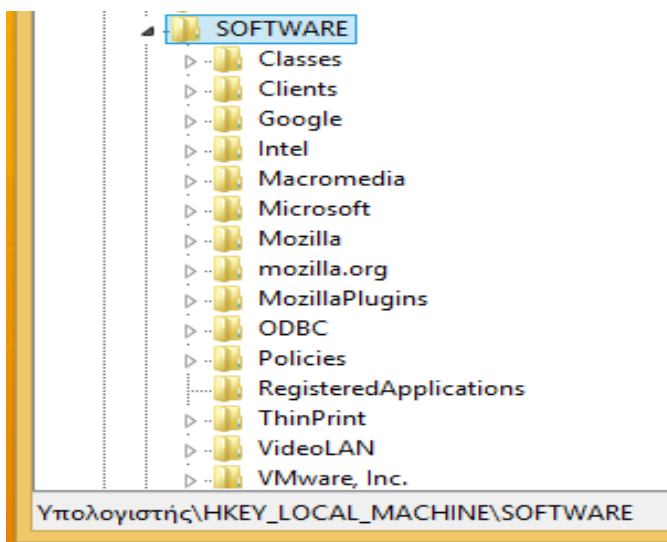 SOFTWARE
Classes
Clients
Google
Intel
Macromedia
Microsoft
Mozilla
mozilla.org
MozillaPlugins
ODBC
Policies
RegisteredApplications
ThinPrint
VideoLAN
VMware, Inc.
Υπολογιστής\HKEY_LOCAL_MACHINE\SOFTWARE